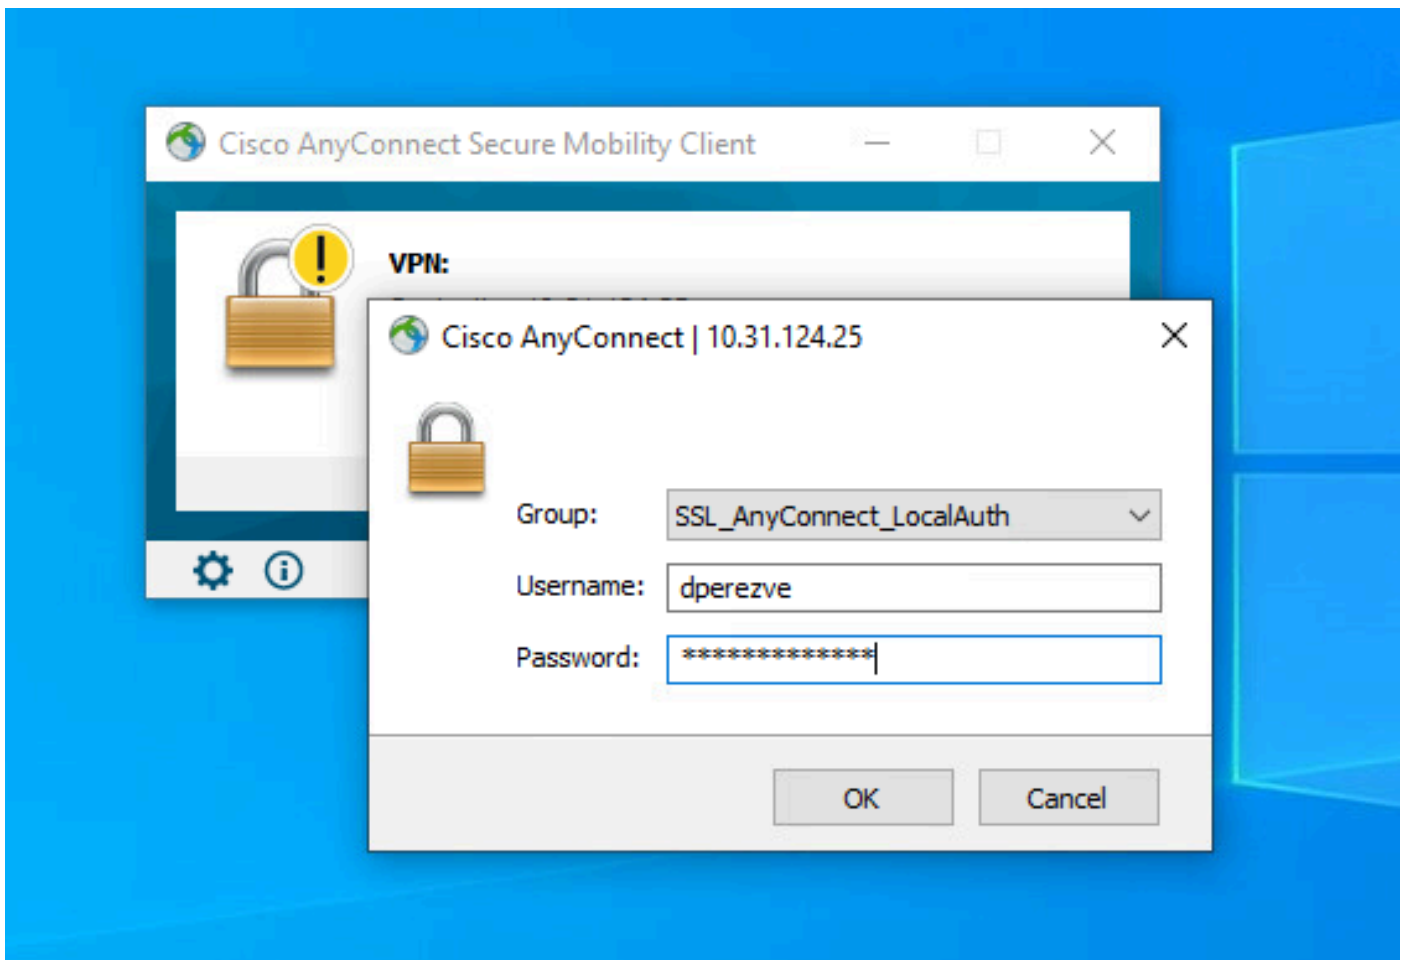 Cisco AnyConnect Secure Mobility Client
VPN:
Cisco AnyConnect | 10.31.124.25
Group:
SSL_AnyConnect_LocalAuth
Username:
dperezve
Password:
*************
OK
Cancel